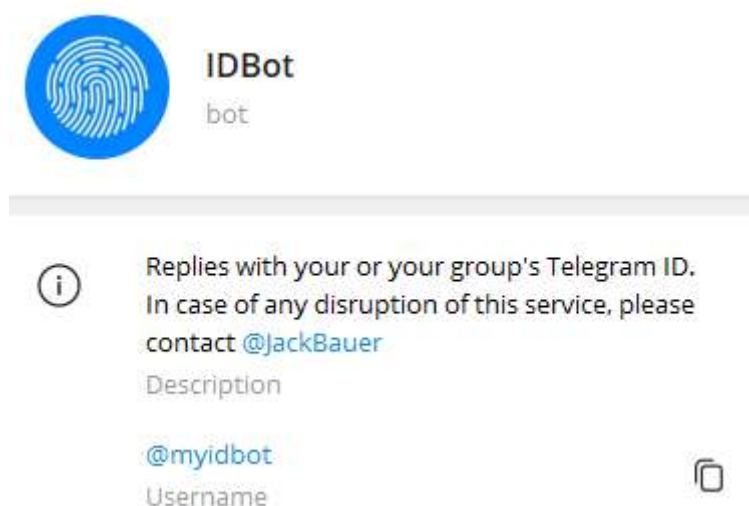 IDBot
bot
Replies with your or your group's Telegram ID.
In case of any disruption of this service, please
contact @JackBauer
Description
@myidbot
Username